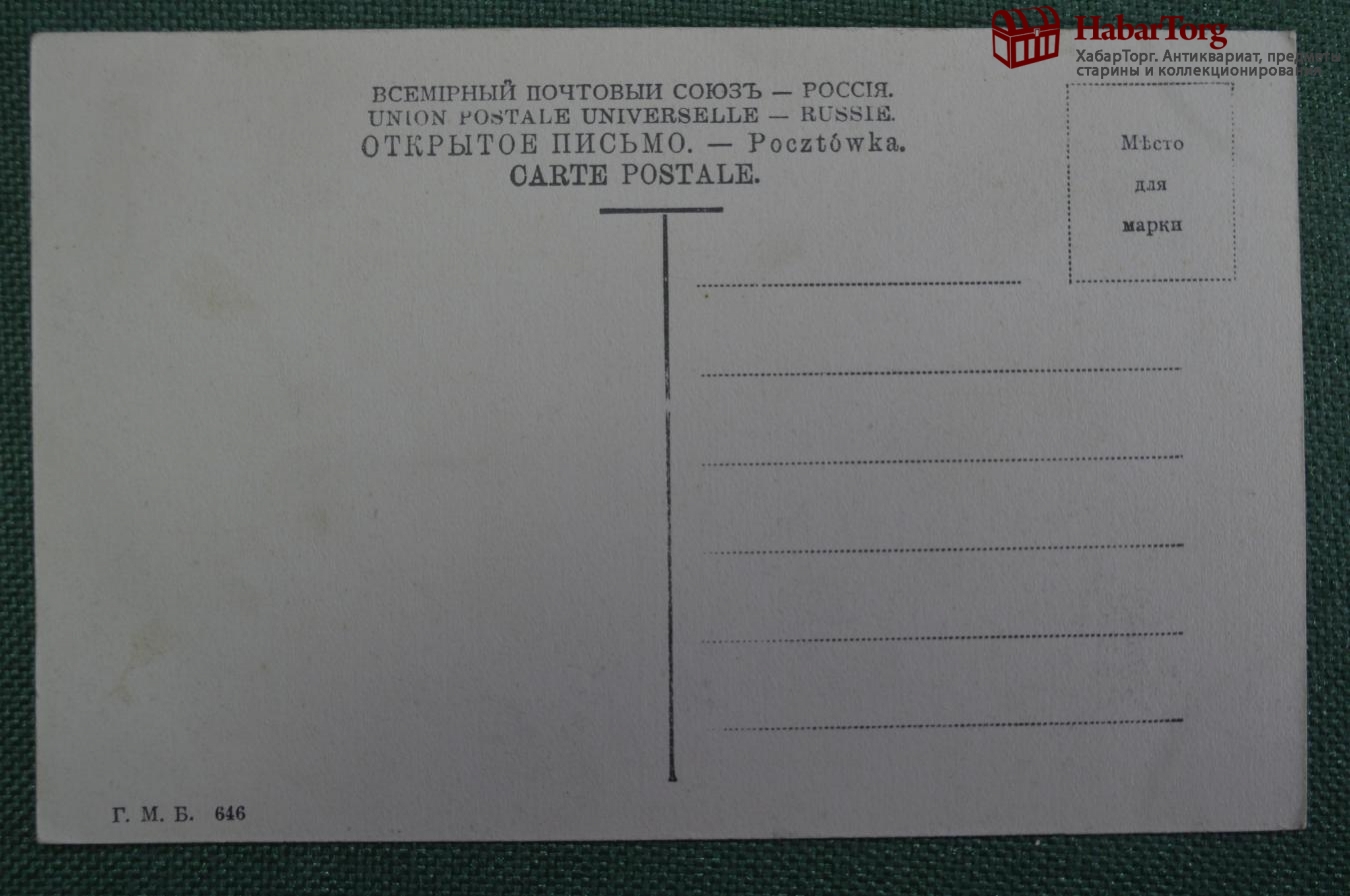 HabarTorg
ХабарТорг. Антиквариат, предметы
старины и коллекционирования
ВСЕМІРНЫЙ ПОЧТОВЫИ СОЮЗЪ — РОССІЯ.
UNION POSTALE UNIVERSELLE — RUSSIE.
ОТКРЫТОЕ ПИСЬМО. — Pocztówka.
CARTE POSTALE.
Мѣсто
для
марки
Г. М. Б. 646